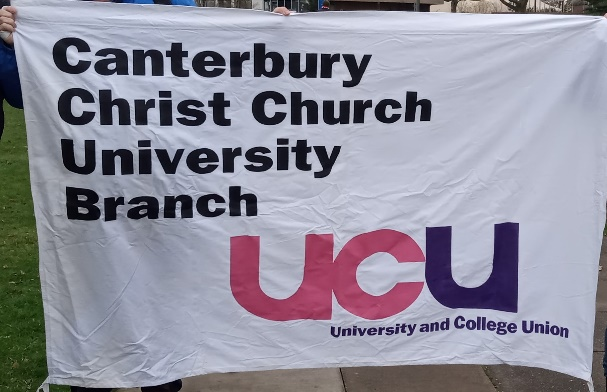 Canterbury
Christ Church
University
Branch
UCU
University and College Union